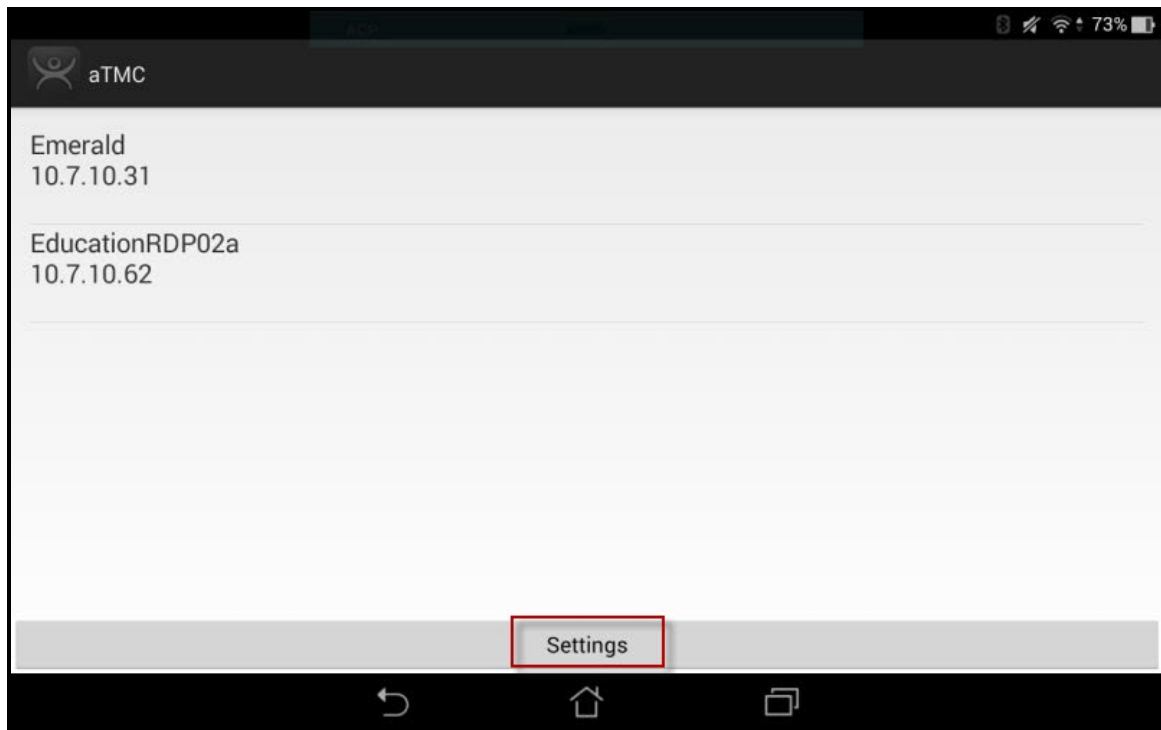 73%
aTMC
Emerald
10.7.10.31
EducationRDP02a
10.7.10.62
Settings